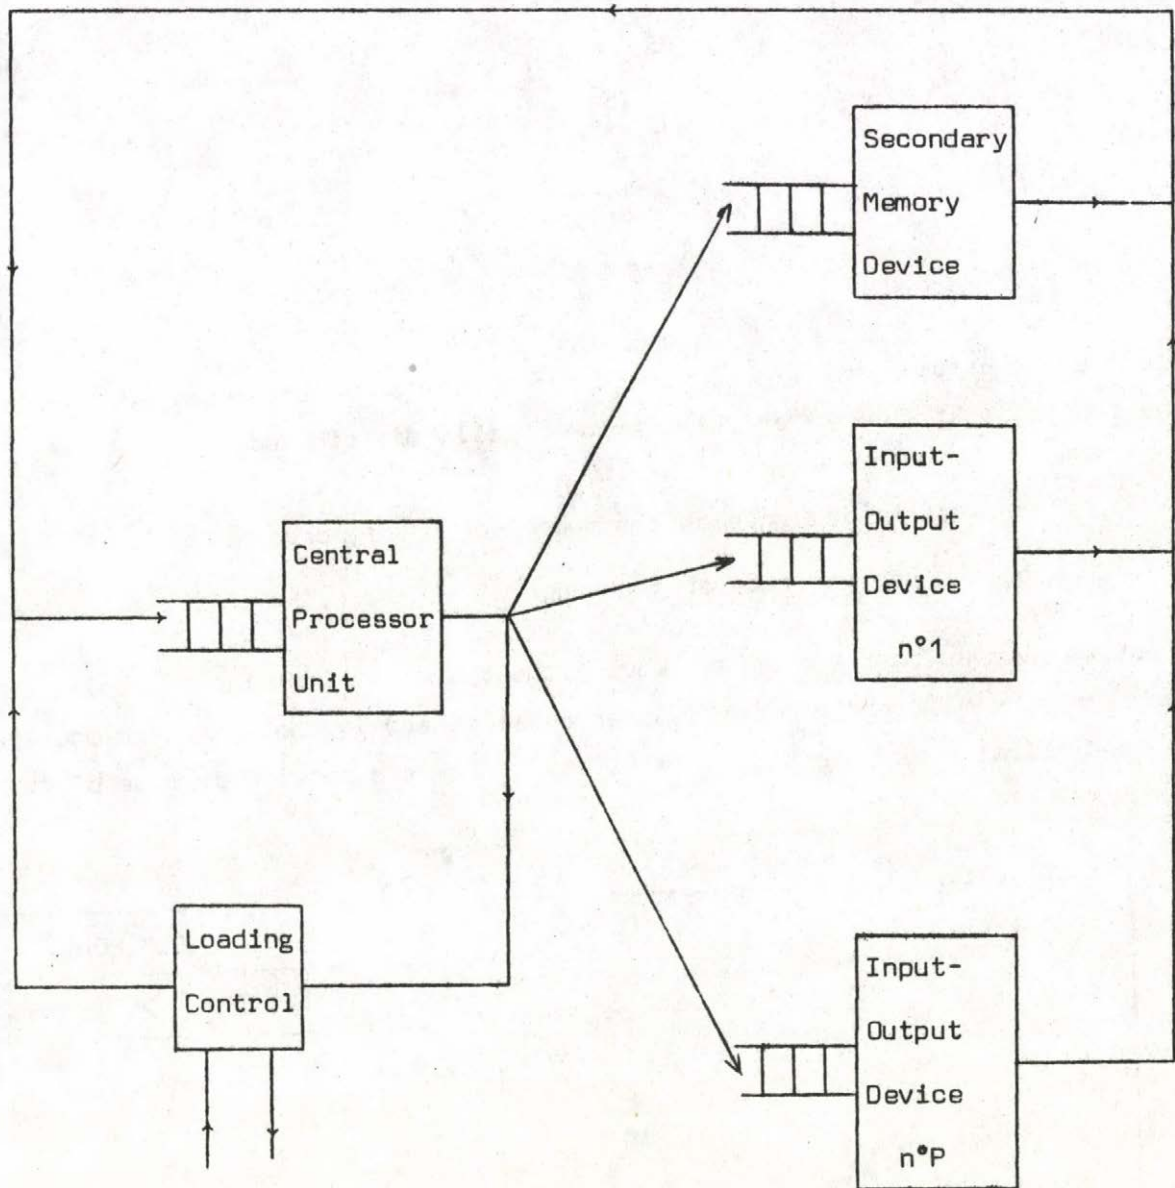 Secondary
Memory
Device
Input-
Output
Device
n°1
Central
Processor
Unit
Loading
Control
Input-
Output
Device
n°P